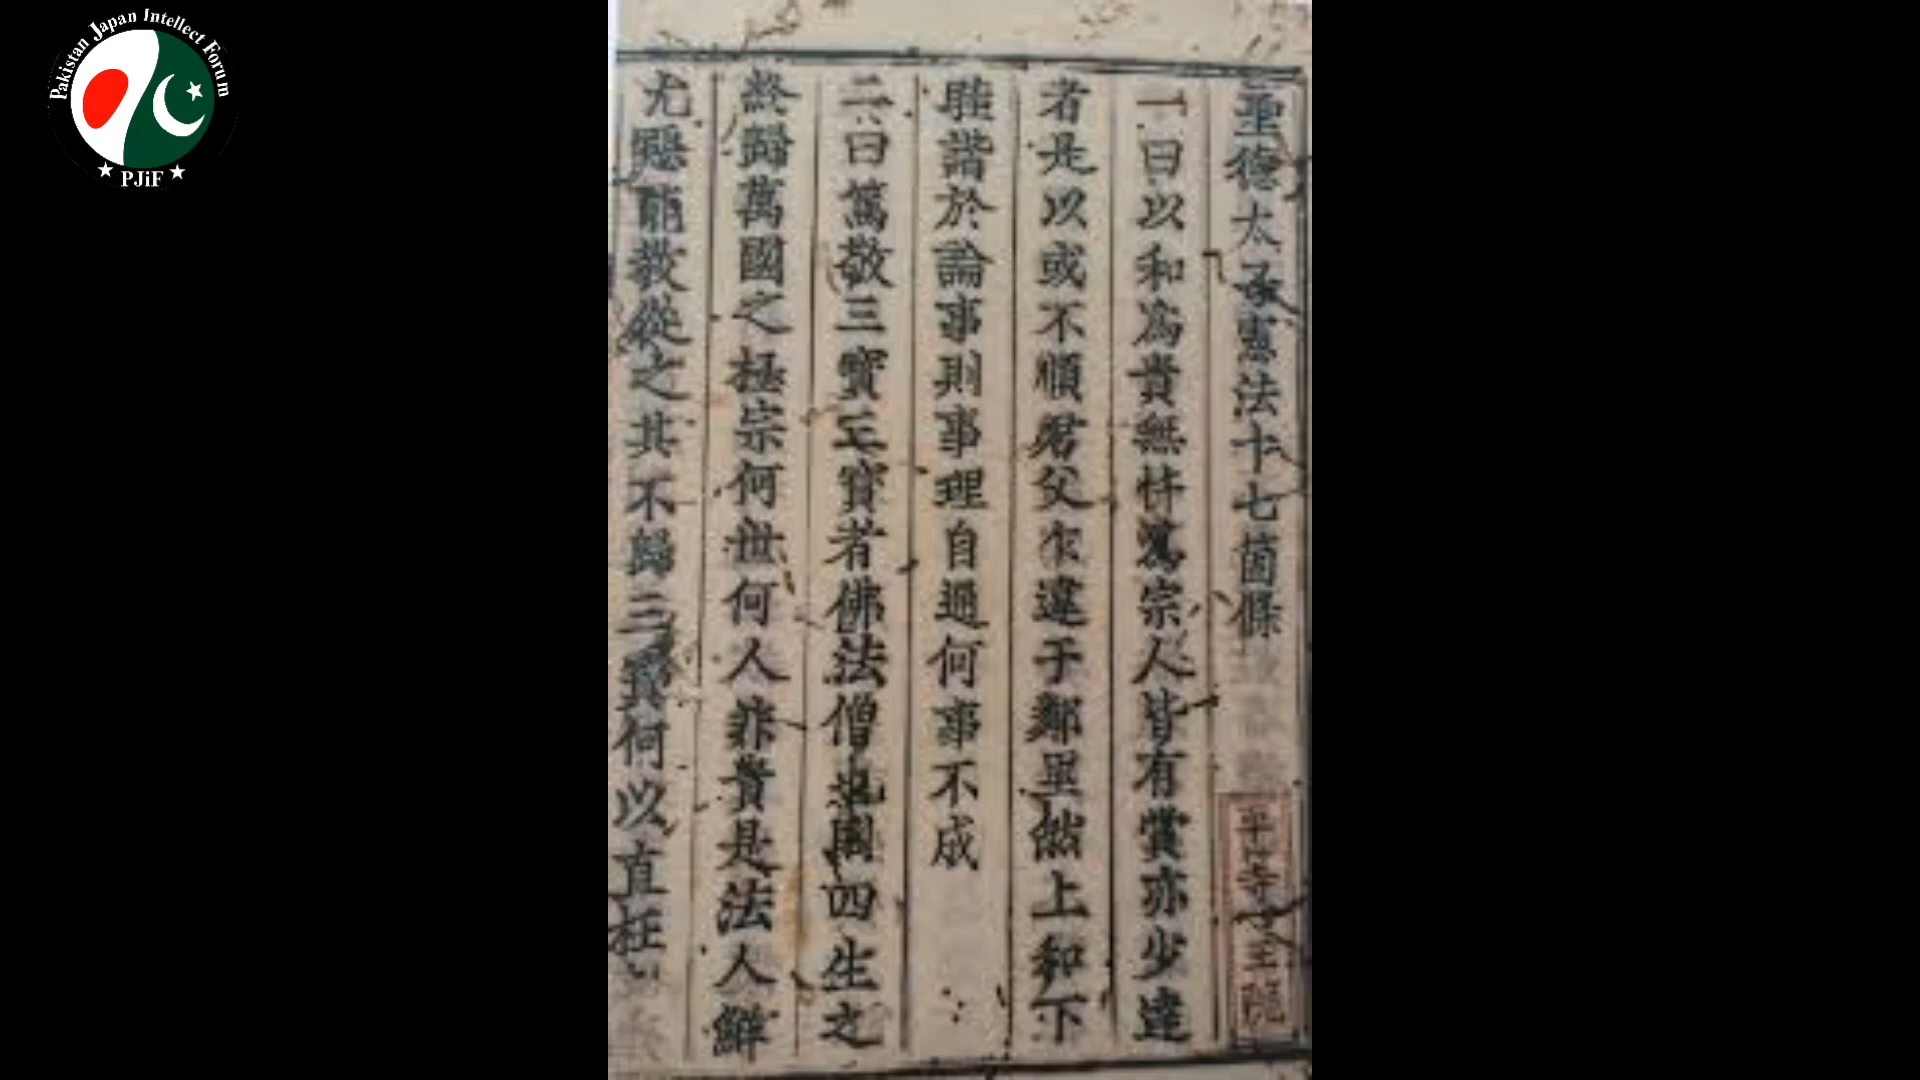 Pakistan Japan Intellect Forum
PJiF
聖德太子憲法十七箇條
一曰以和為貴無忤為宗人皆有黨亦少達
者是以或不順君父乍違于鄰里然上和下
睦諧於論事則事理自通何事不成
二曰篤敬三寶三寶者佛法僧也則四生之
終歸萬國之極宗何世何人非貴是法人鮮
尤惡能教從之其不歸三寶何以直枉